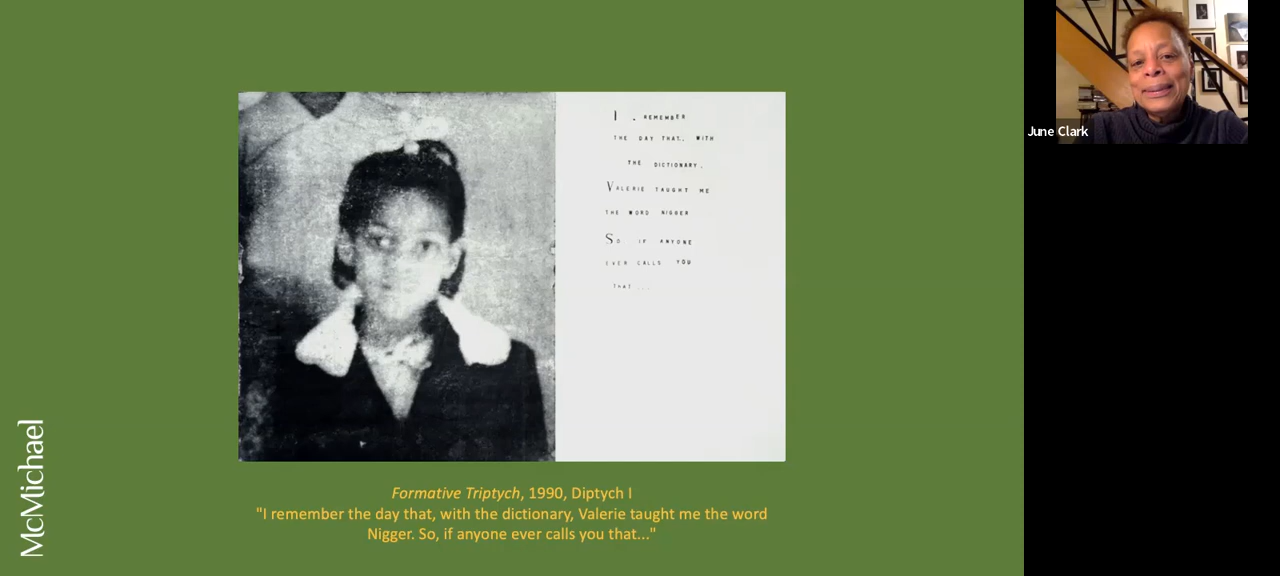 I . REMEMBER
THE DAY THAT, WITH
THE DICTIONARY.
VALERIE TAUGHT ME
THE WORD NIGGER
SO IF ANYONE
EVER CALLS YOU
THAT ...
Formative Triptych, 1990, Diptych I
"I remember the day that, with the dictionary, Valerie taught me the word
Nigger. So, if anyone ever calls you that..."
McMichael
June Clark